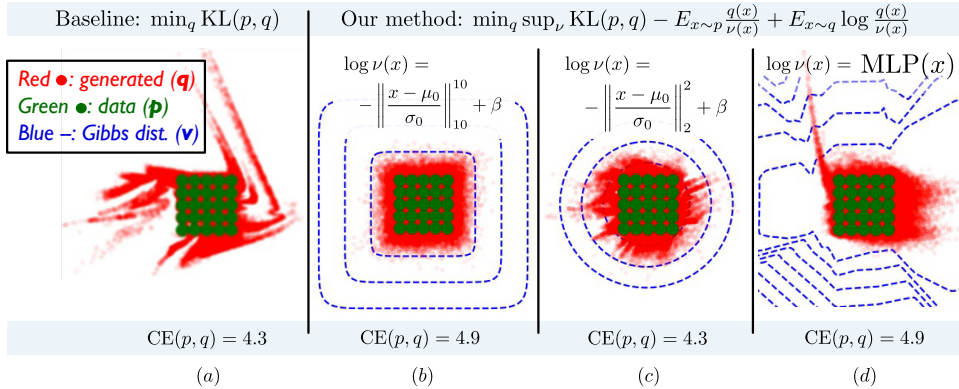 Baseline: min_q KL(p, q)
Our method: min_q sup_ν KL(p, q) − E_{x∼p} q(x)/ν(x) + E_{x∼q} log q(x)/ν(x)
Red ●: generated (q)
Green ●: data (p)
Blue –: Gibbs dist. (v)
log ν(x) =
− ‖ (x − μ_0)/σ_0 ‖_{10}^{10} + β
log ν(x) =
− ‖ (x − μ_0)/σ_0 ‖_2^2 + β
log ν(x) = MLP(x)
CE(p, q) = 4.3
CE(p, q) = 4.9
CE(p, q) = 4.3
CE(p, q) = 4.9
(a)
(b)
(c)
(d)